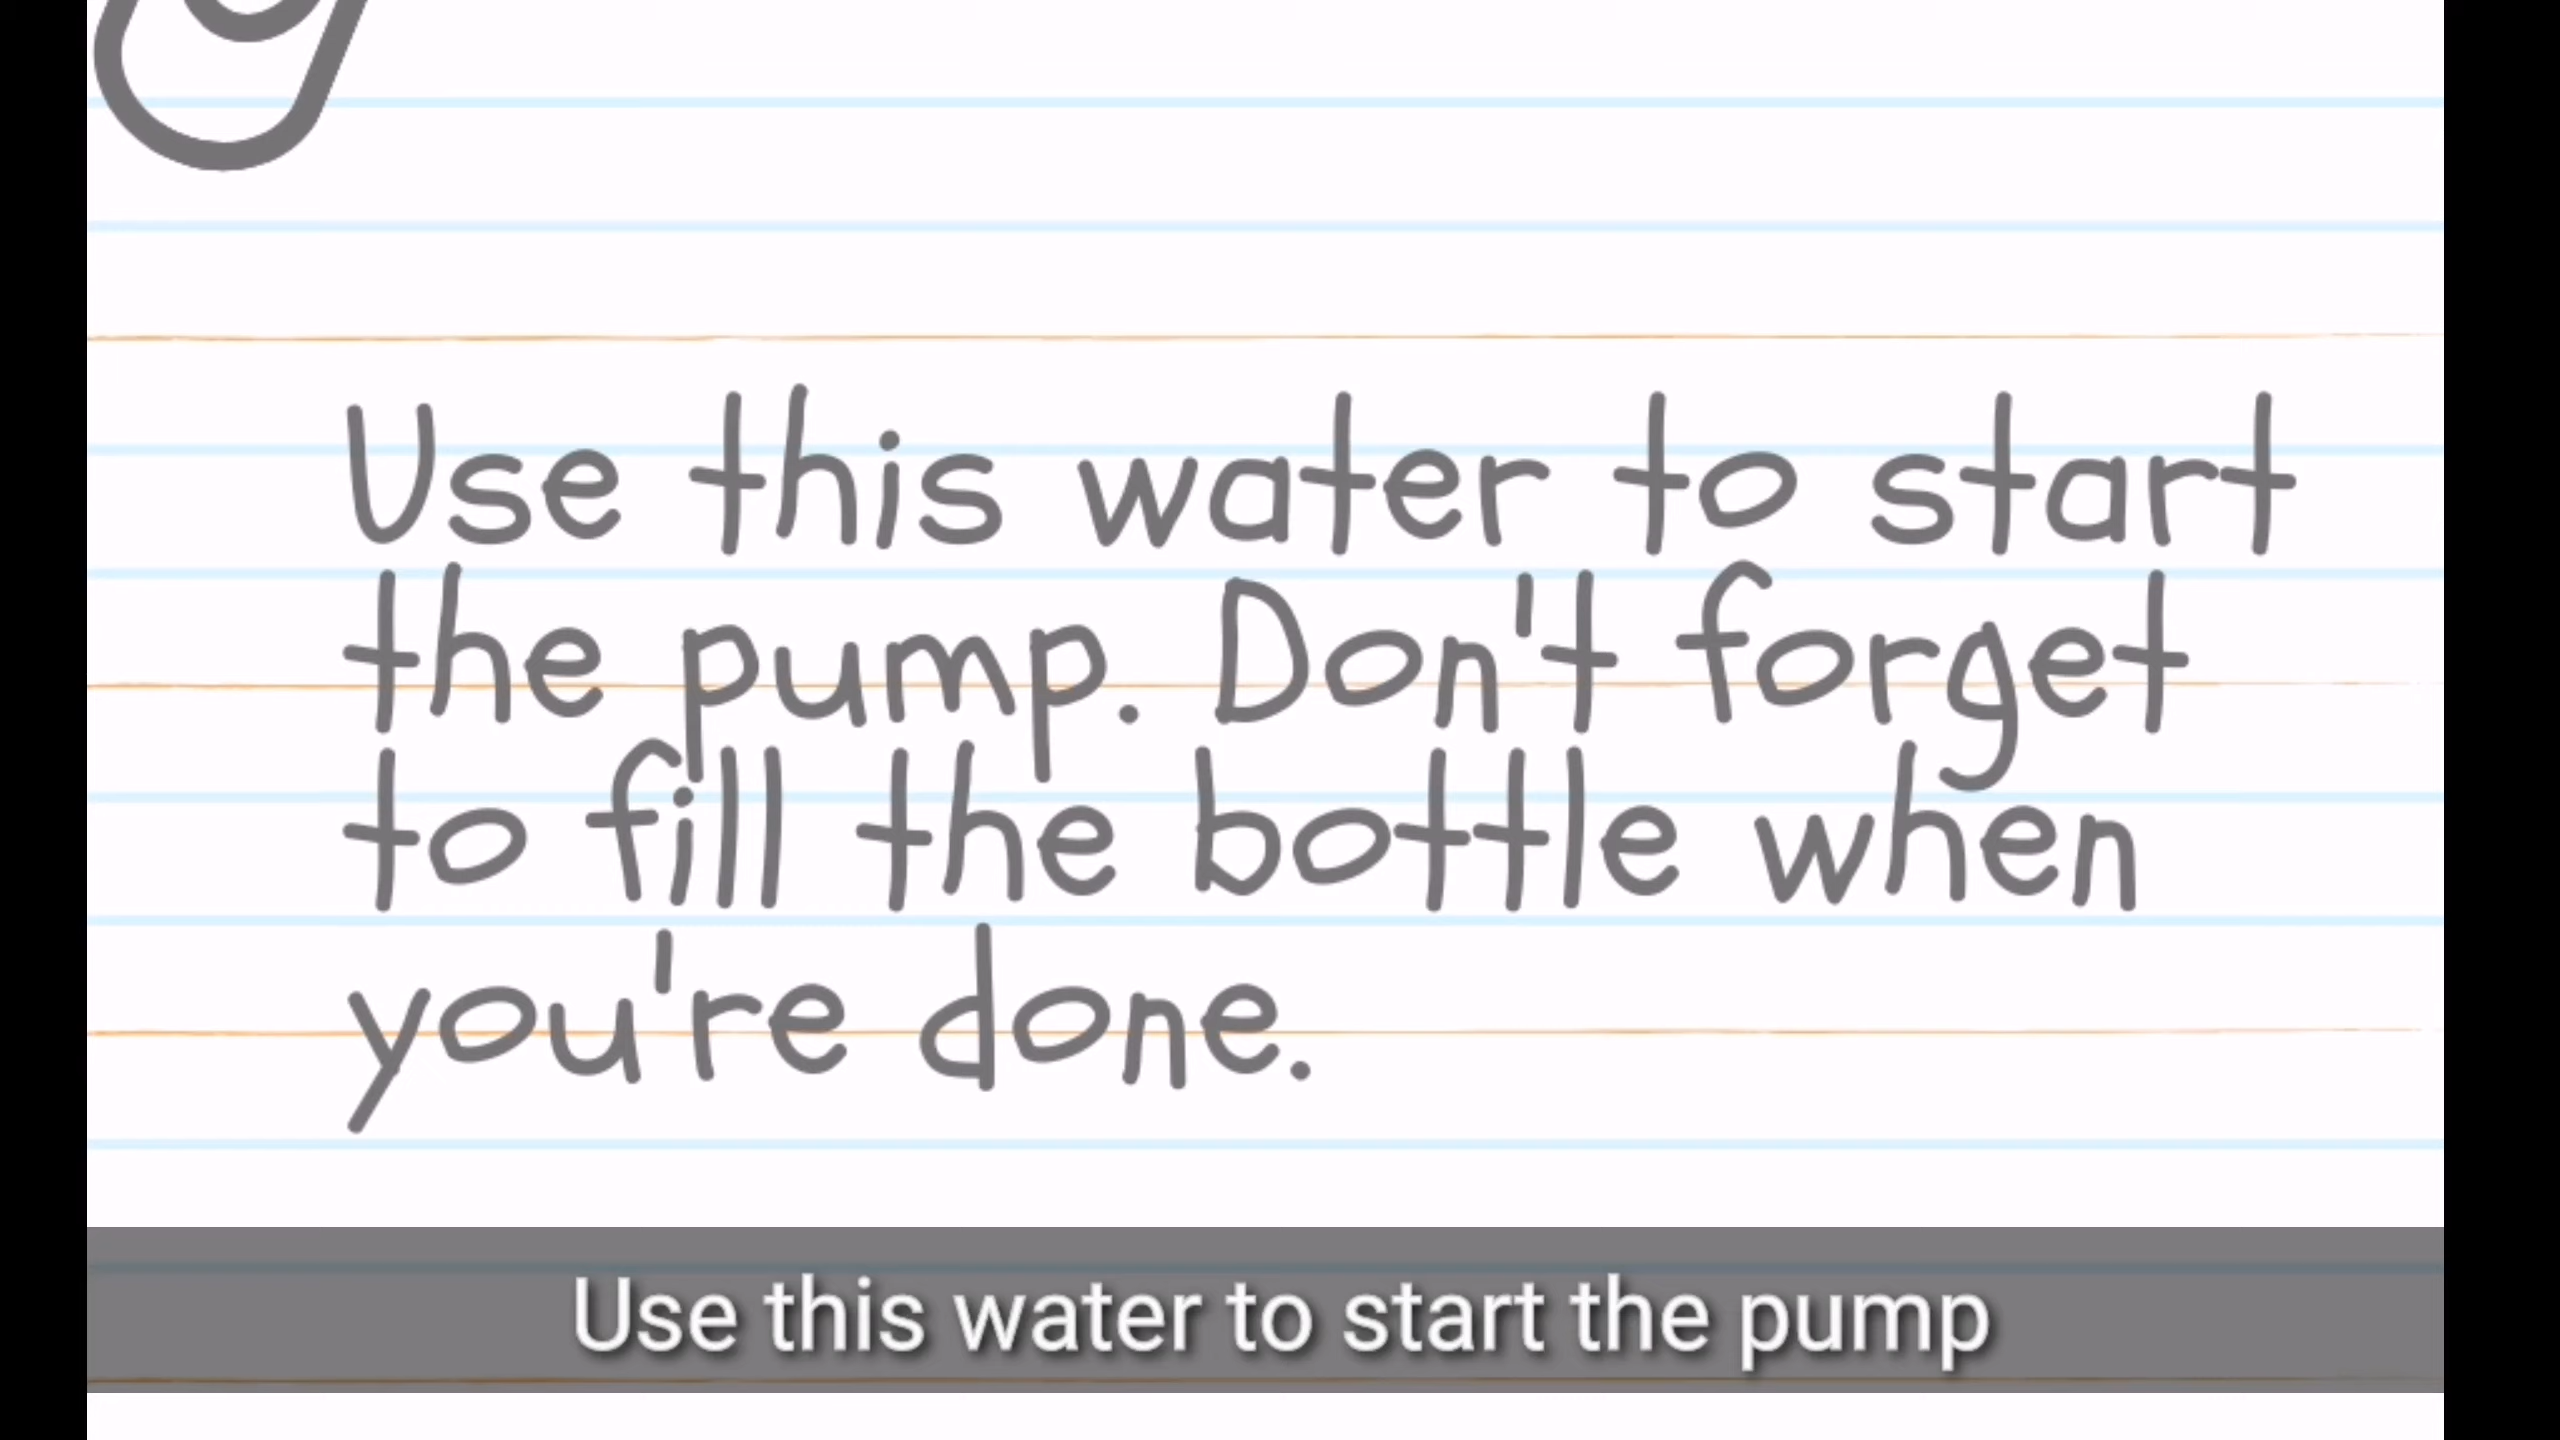 Use this water to start
the pump. Don't forget
to fill the bottle when
you're done.
Use this water to start the pump